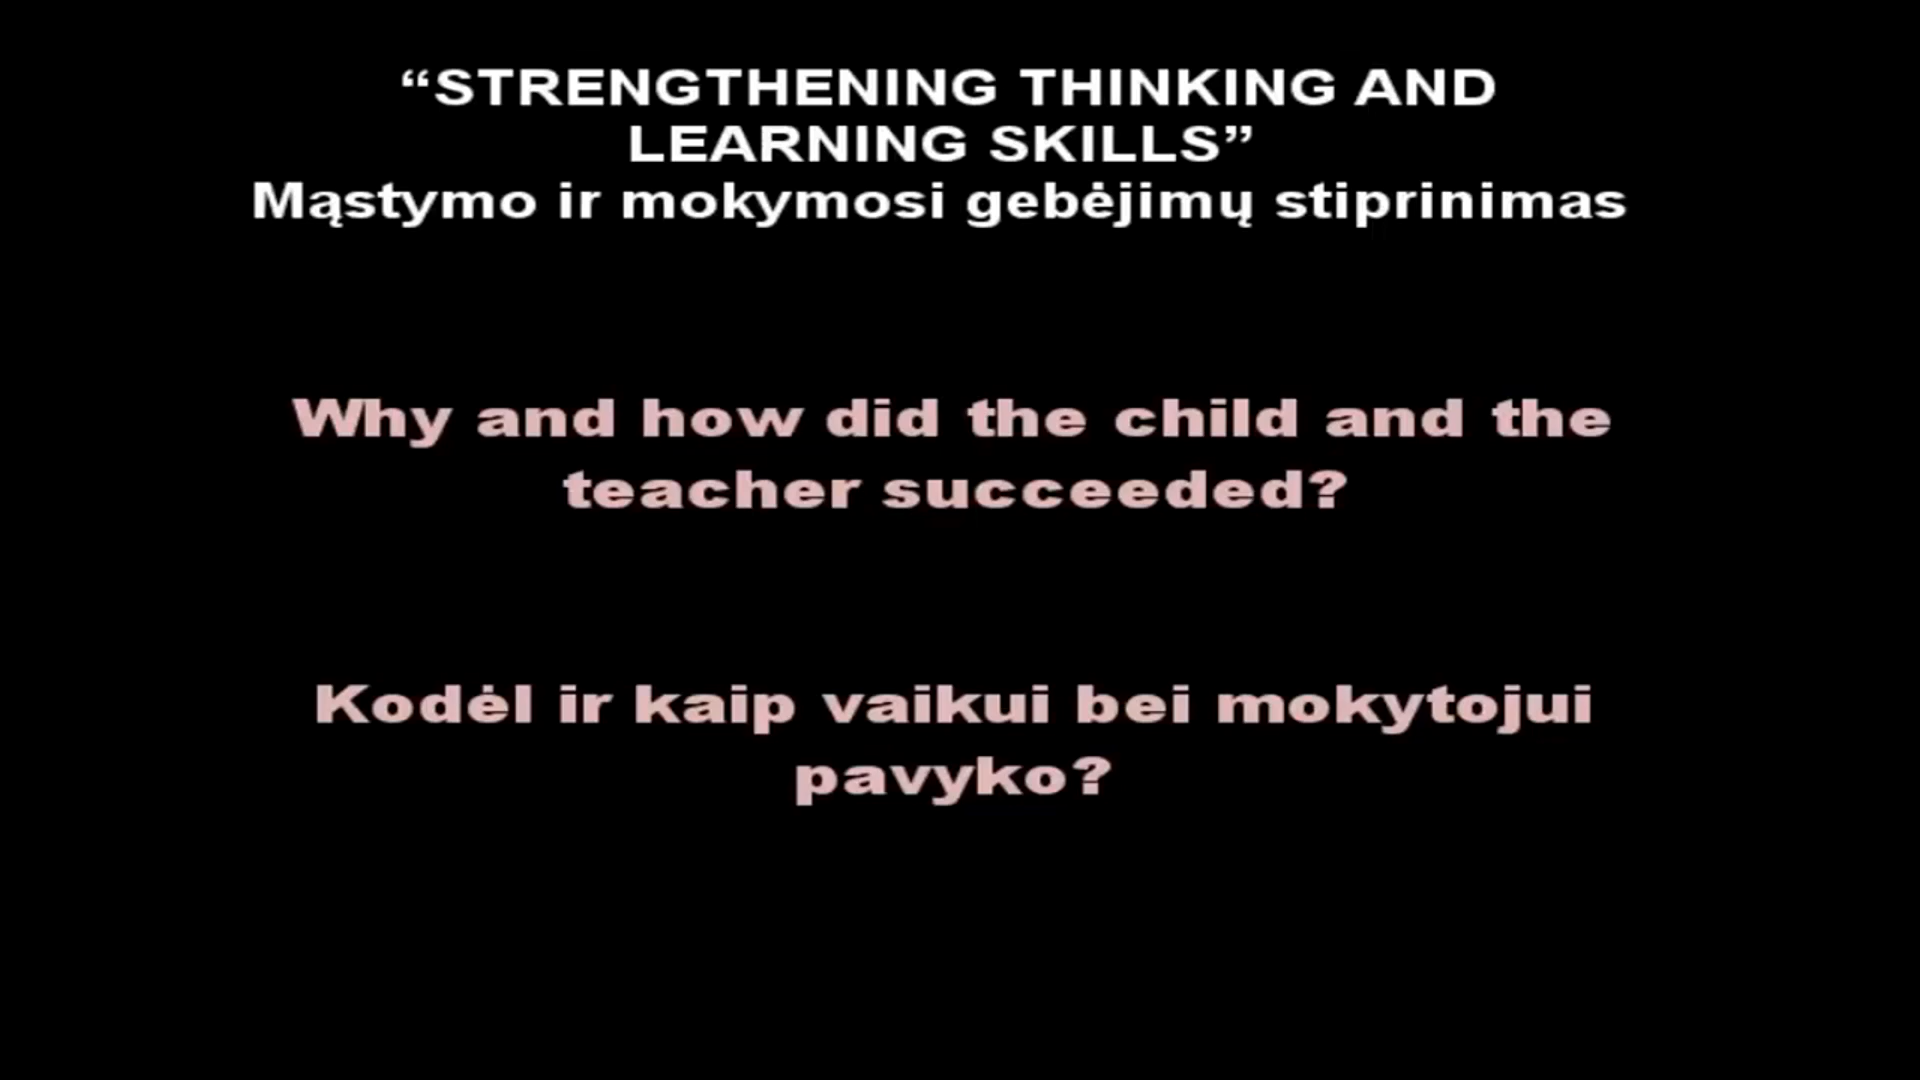 “STRENGTHENING THINKING AND
LEARNING SKILLS”
Mąstymo ir mokymosi gebėjimų stiprinimas
Why and how did the child and the
teacher succeeded?
Kodėl ir kaip vaikui bei mokytojui
pavyko?